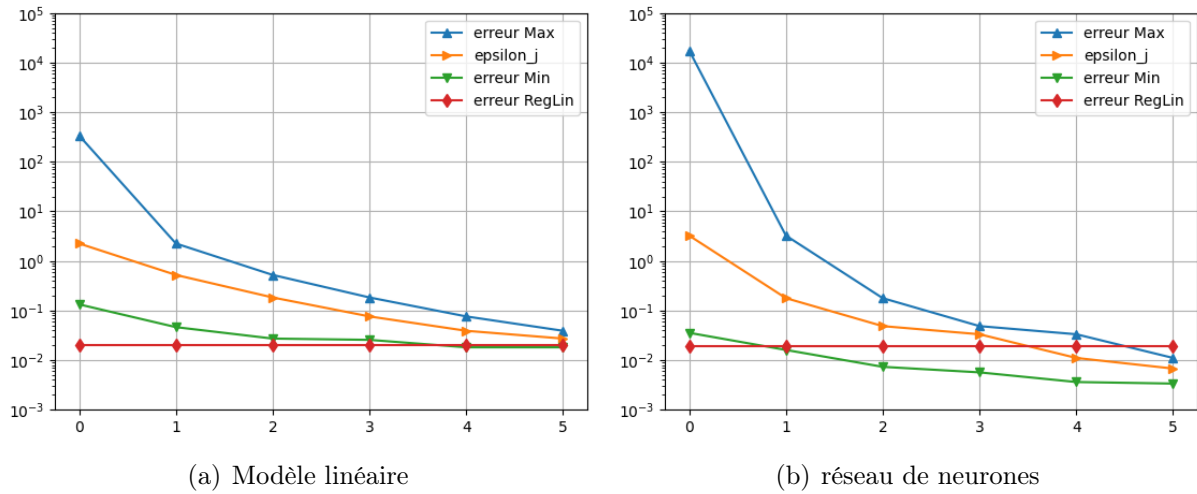 10^5
10^4
10^3
10^2
10^1
10^0
10^-1
10^-2
10^-3
erreur Max
epsilon_j
erreur Min
erreur RegLin
0 1 2 3 4 5
(a) Modèle linéaire
10^5
10^4
10^3
10^2
10^1
10^0
10^-1
10^-2
10^-3
erreur Max
epsilon_j
erreur Min
erreur RegLin
0 1 2 3 4 5
(b) réseau de neurones